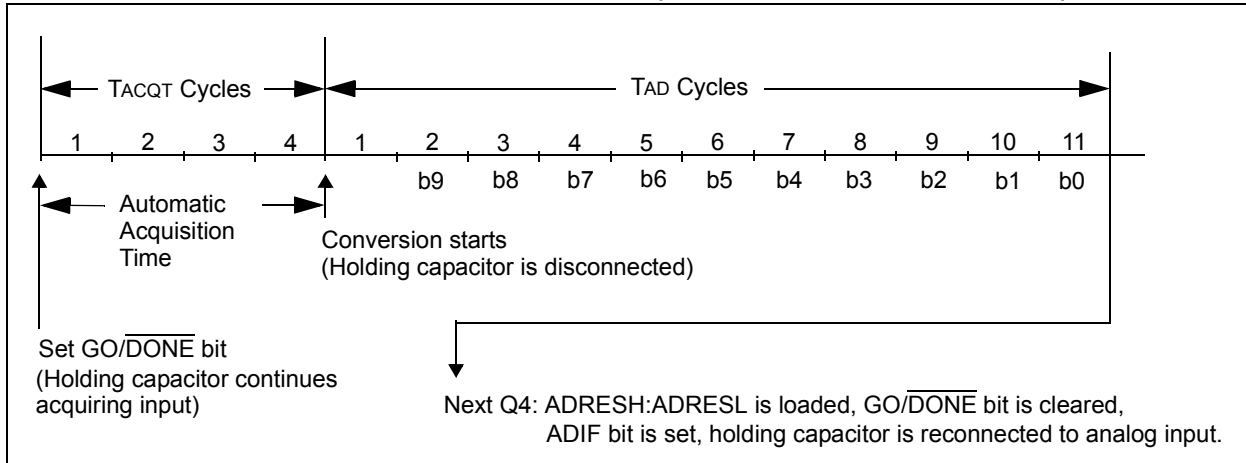 TACQT Cycles
TAD Cycles
1 2 3 4 1 2 3 4 5 6 7 8 9 10 11
b9 b8 b7 b6 b5 b4 b3 b2 b1 b0
Automatic
Acquisition
Time
Conversion starts
(Holding capacitor is disconnected)
Set GO/DONE bit
(Holding capacitor continues
acquiring input)
Next Q4: ADRESH:ADRESL is loaded, GO/DONE bit is cleared,
ADIF bit is set, holding capacitor is reconnected to analog input.